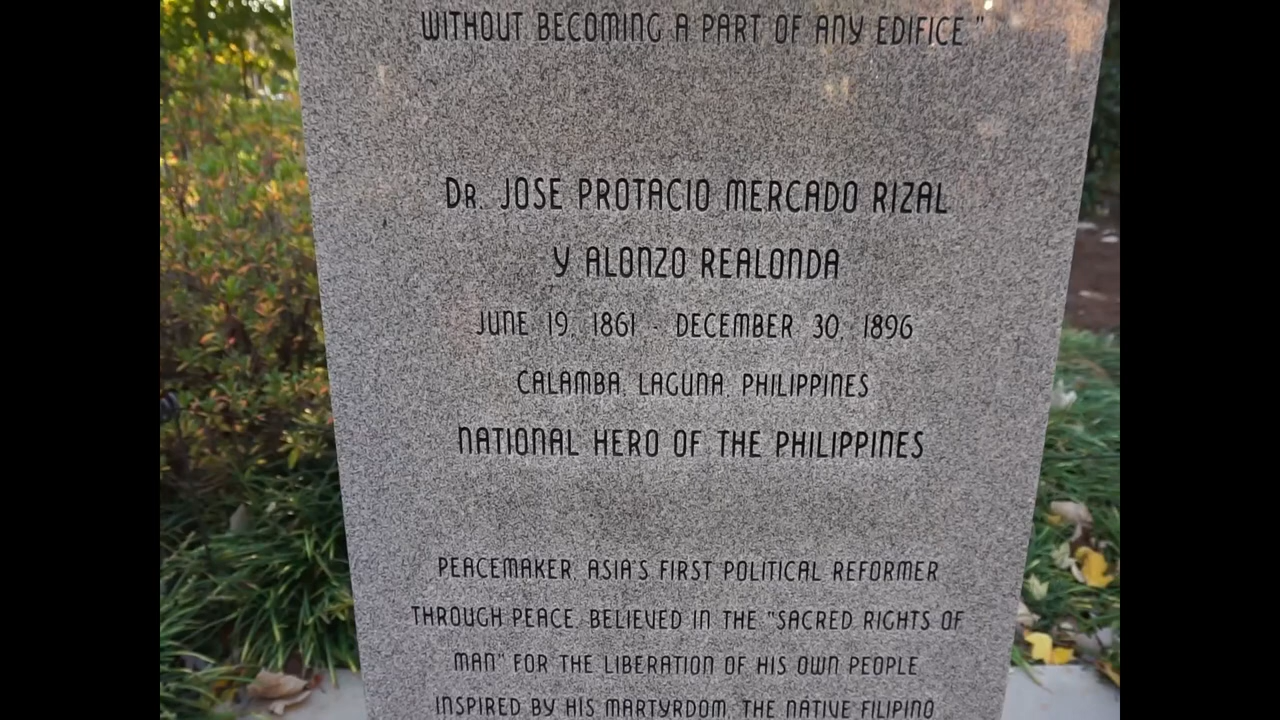 WITHOUT BECOMING A PART OF ANY EDIFICE."
DR. JOSE PROTACIO MERCADO RIZAL
Y ALONZO REALONDA
JUNE 19, 1861 - DECEMBER 30, 1896
CALAMBA, LAGUNA, PHILIPPINES
NATIONAL HERO OF THE PHILIPPINES
PEACEMAKER, ASIA'S FIRST POLITICAL REFORMER
THROUGH PEACE, BELIEVED IN THE "SACRED RIGHTS OF
MAN" FOR THE LIBERATION OF HIS OWN PEOPLE
INSPIRED BY HIS MARTYRDOM, THE NATIVE FILIPINO